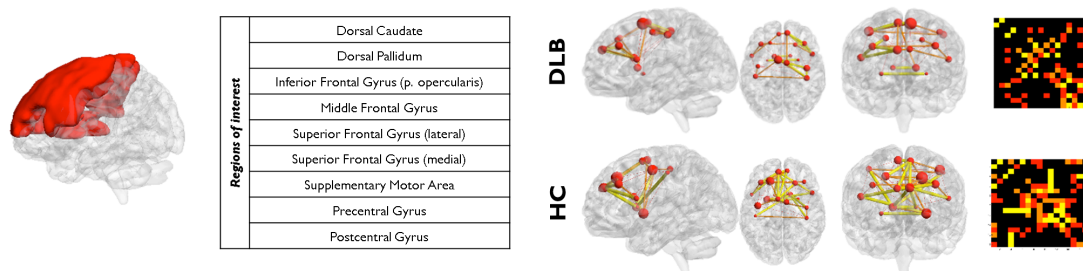 Regions of interest
Dorsal Caudate
Dorsal Pallidum
Inferior Frontal Gyrus (p. opercularis)
Middle Frontal Gyrus
Superior Frontal Gyrus (lateral)
Superior Frontal Gyrus (medial)
Supplementary Motor Area
Precentral Gyrus
Postcentral Gyrus
DLB
HC